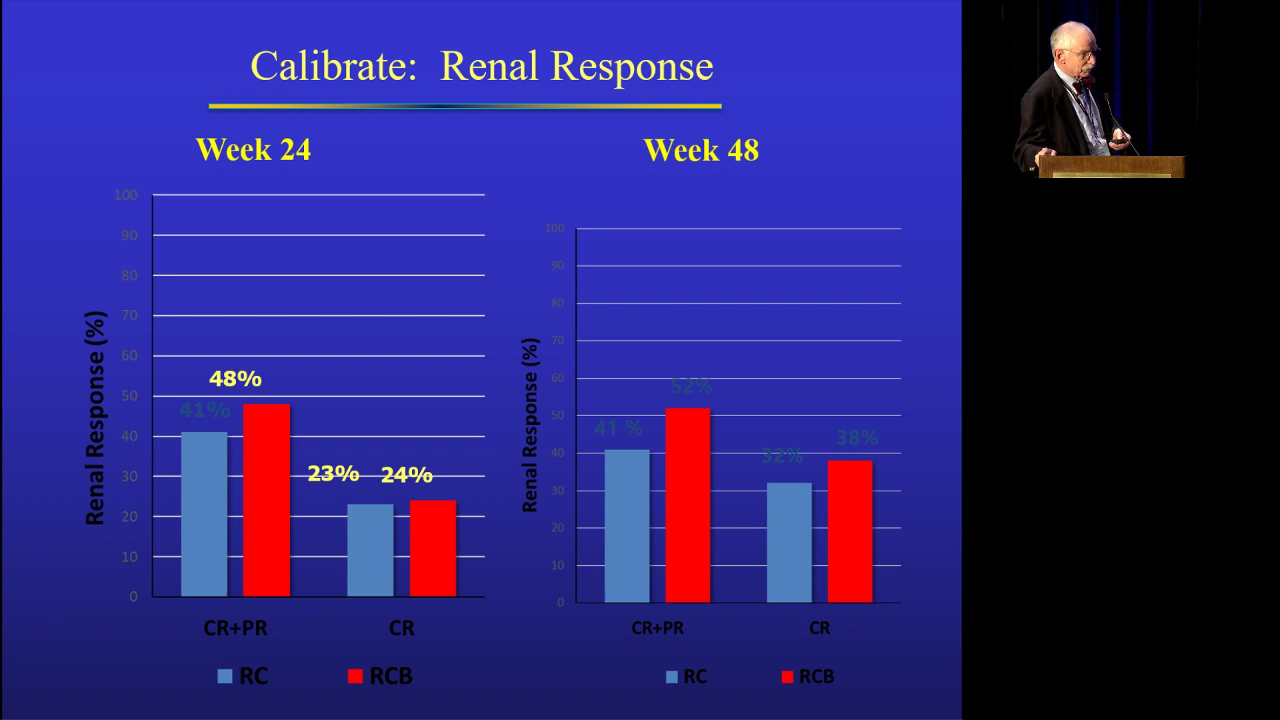 Calibrate: Renal Response
Week 24
Week 48
100
90
80
70
60
50
40
30
20
10
0
Renal Response (%)
48%
41%
23%
24%
CR+PR
CR
RC
RCB
100
90
80
70
60
50
40
30
20
10
0
Renal Response (%)
52%
41 %
38%
32%
CR+PR
CR
RC
RCB